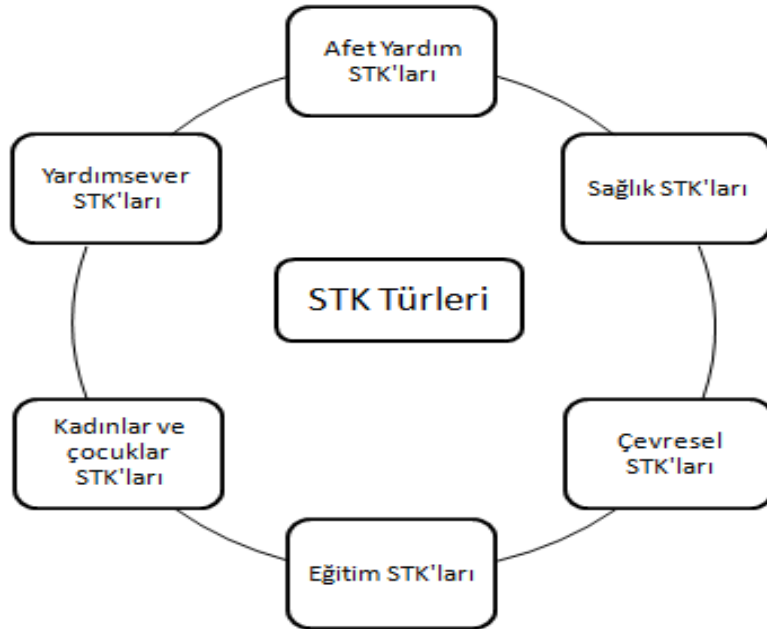 Afet Yardım
STK'ları
Yardımsever
STK'ları
Sağlık STK'ları
STK Türleri
Kadınlar ve
çocuklar
STK'ları
Çevresel
STK'ları
Eğitim STK'ları